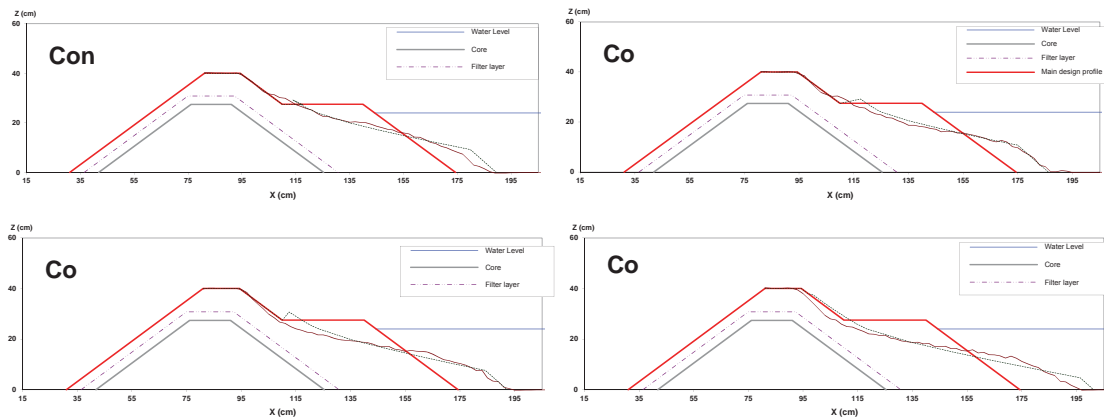 Z (cm)
60
40
20
0
15 35 55 75 95 115 135 155 175 195
X (cm)
Con
Water Level
Core
Filter layer
Z (cm)
60
40
20
0
15 35 55 75 95 115 135 155 175 195
X (cm)
Co
Water Level
Core
Filter layer
Main design profile
Z (cm)
60
40
20
0
15 35 55 75 95 115 135 155 175 195
X (cm)
Co
Water Level
Core
Filter layer
Z (cm)
60
40
20
0
15 35 55 75 95 115 135 155 175 195
X (cm)
Co
Water Level
Core
Filter layer